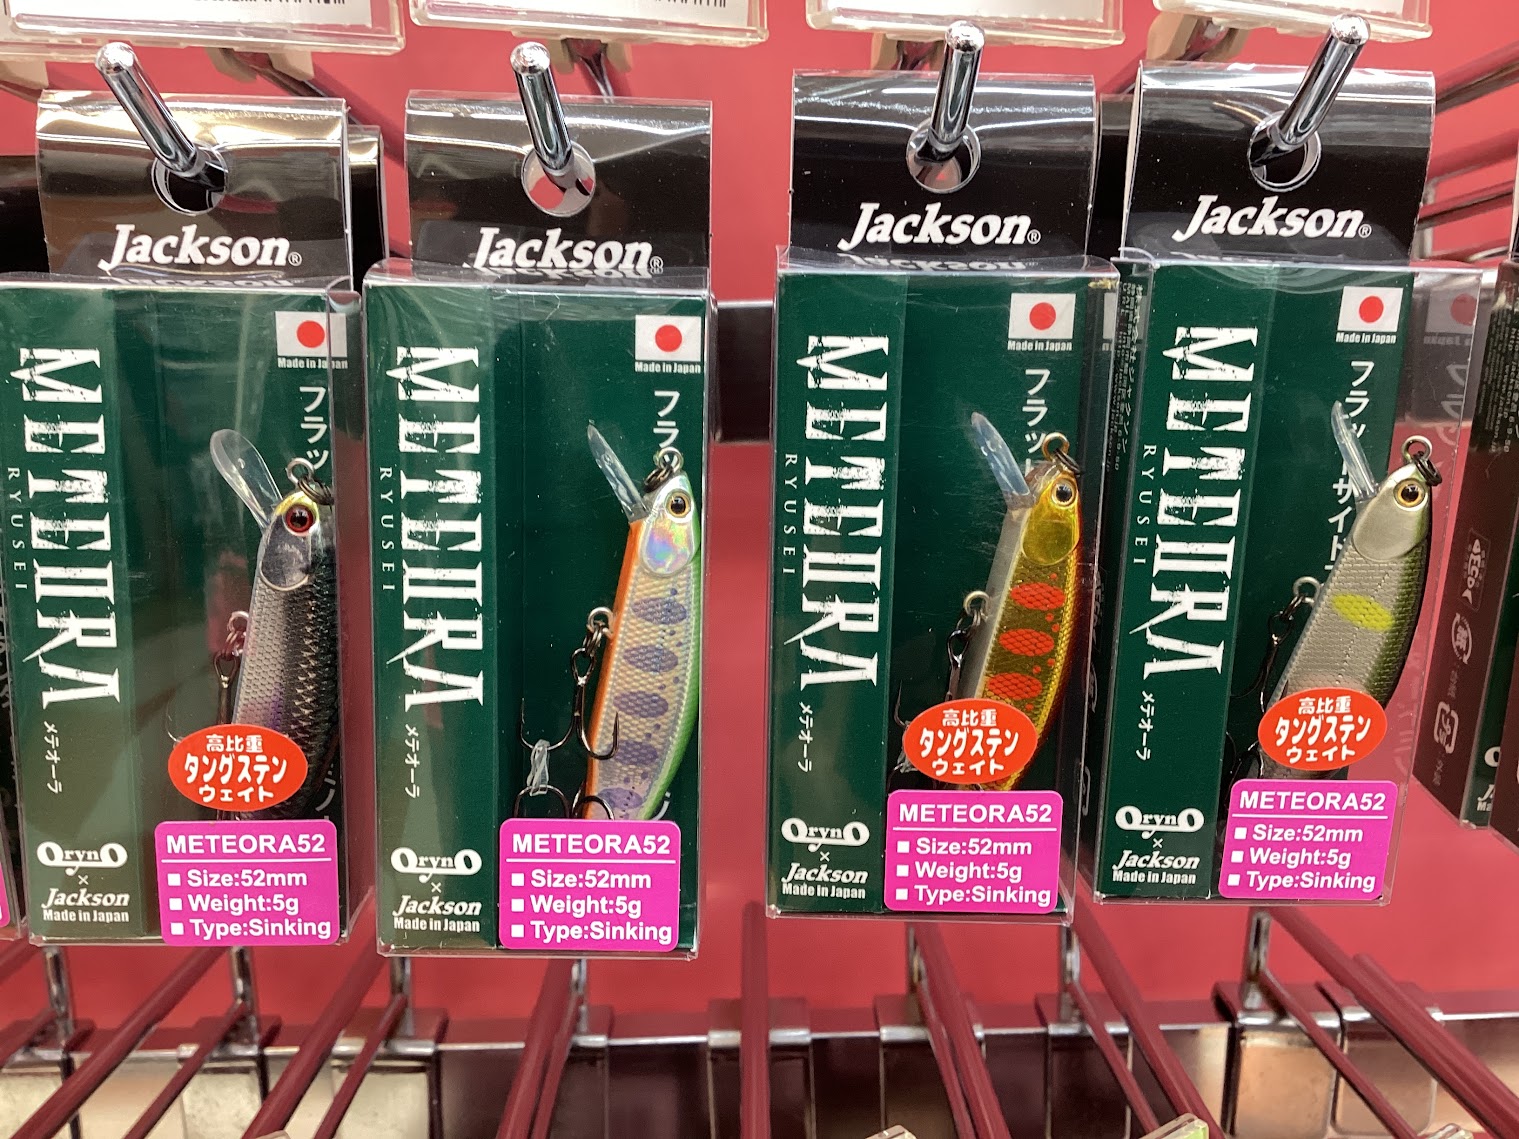 Jackson®
Made in Japan
METEORA
RYUSEI
メテオーラ
フラッ
高比重
タングステン
ウェイト
METEORA52
■ Size:52mm
■ Weight:5g
■ Type:Sinking
OrynO
×
Jackson
Made in Japan
Jackson®
Made in Japan
METEORA
RYUSEI
メテオーラ
フラ
METEORA52
■ Size:52mm
■ Weight:5g
■ Type:Sinking
OrynO
×
Jackson
Made in Japan
Jackson®
Made in Japan
METEORA
RYUSEI
メテオーラ
フラット
高比重
タングステン
ウェイト
METEORA52
■ Size:52mm
■ Weight:5g
■ Type:Sinking
OrynO
×
Jackson
Made in Japan
Jackson®
Made in Japan
METEORA
RYUSEI
メテオーラ
フラットサイド
高比重
タングステン
ウェイト
METEORA52
■ Size:52mm
■ Weight:5g
■ Type:Sinking
OrynO
×
Jackson
Made in Japan